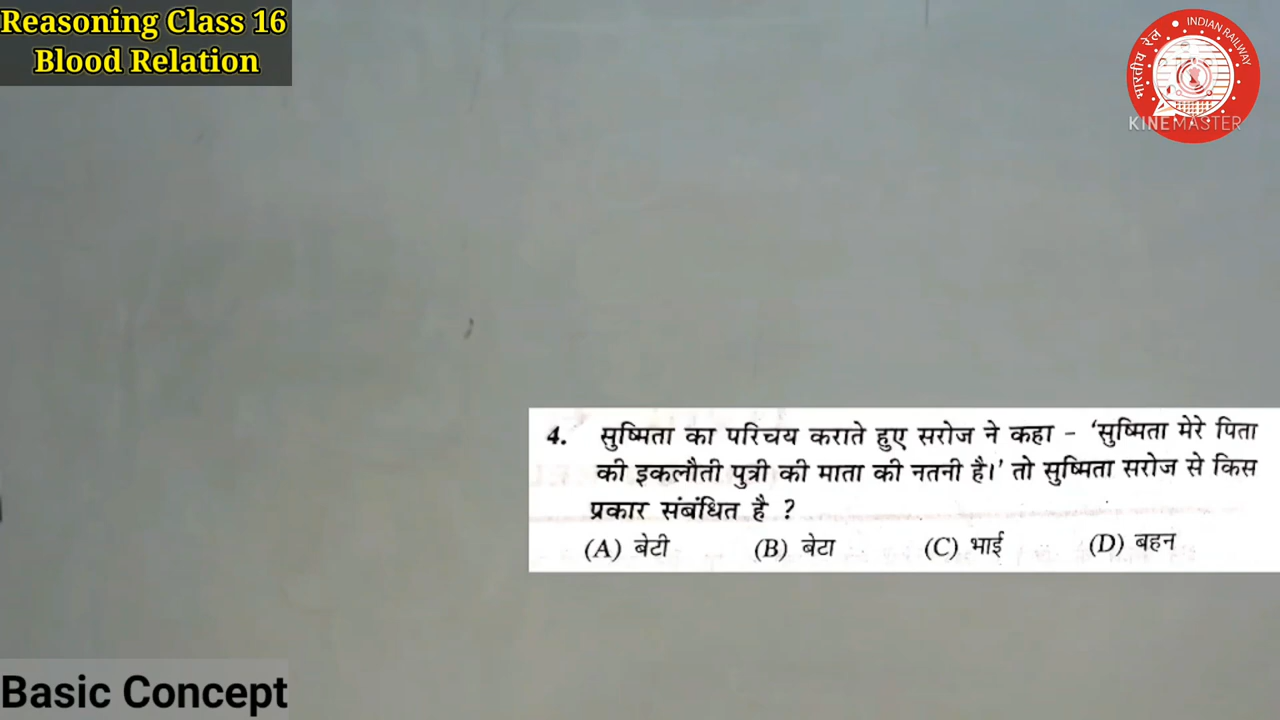 Reasoning Class 16
Blood Relation
भारतीय रेल
INDIAN RAILWAY
KINEMASTER
4. सुष्मिता का परिचय कराते हुए सरोज ने कहा - 'सुष्मिता मेरे पिता
की इकलौती पुत्री की माता की नतनी है।' तो सुष्मिता सरोज से किस
प्रकार संबंधित है ?
(A) बेटी (B) बेटा (C) भाई (D) बहन
Basic Concept